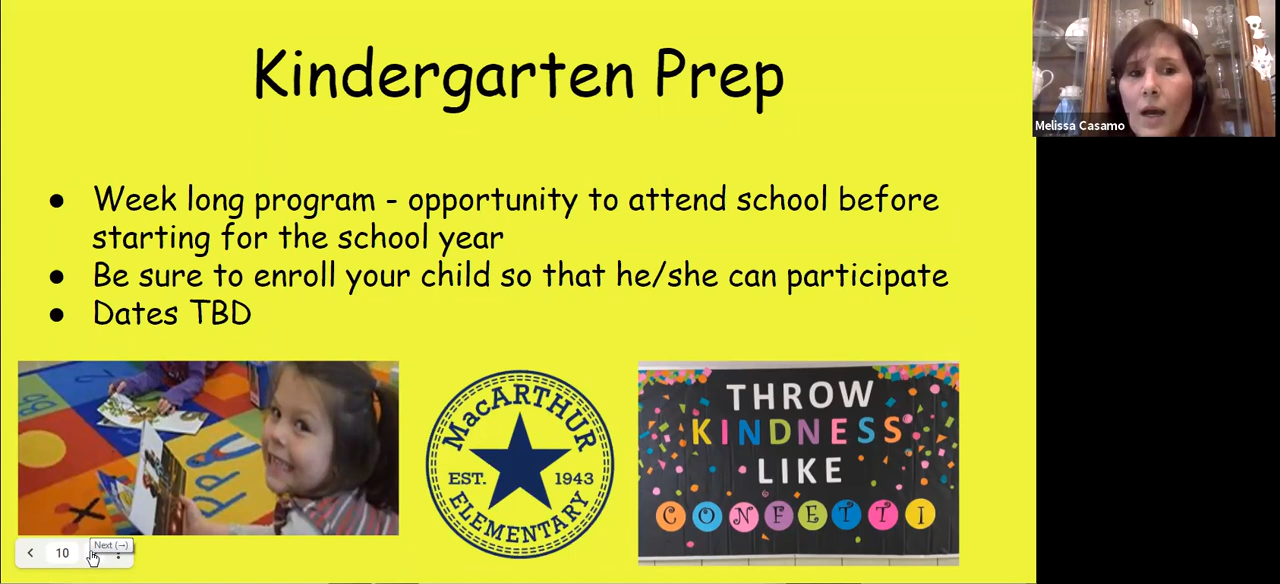 Kindergarten Prep
Melissa Casamo
● Week long program - opportunity to attend school before
starting for the school year
● Be sure to enroll your child so that he/she can participate
● Dates TBD
MacARTHUR
EST. 1943
ELEMENTARY
THROW
KINDNESS
LIKE
CONFETTI
10
Next (→)